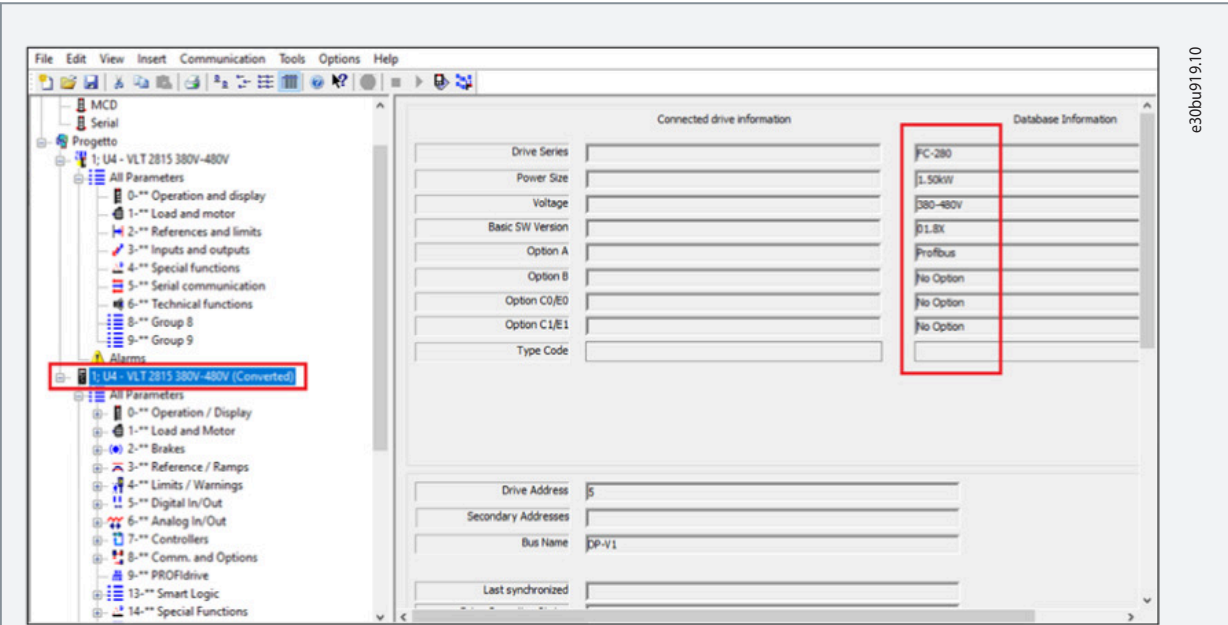 File Edit View Insert Communication Tools Options Help
MCD
Serial
Progetto
1; U4 - VLT 2815 380V-480V
All Parameters
0-** Operation and display
1-** Load and motor
2-** References and limits
3-** Inputs and outputs
4-** Special functions
5-** Serial communication
6-** Technical functions
8-** Group 8
9-** Group 9
Alarms
1; U4 - VLT 2815 380V-480V (Converted)
All Parameters
0-** Operation / Display
1-** Load and Motor
2-** Brakes
3-** Reference / Ramps
4-** Limits / Warnings
5-** Digital In/Out
6-** Analog In/Out
7-** Controllers
8-** Comm. and Options
9-** PROFIdrive
13-** Smart Logic
14-** Special Functions
Connected drive information Database Information
Drive Series FC-280
Power Size 1.50kW
Voltage 380-480V
Basic SW Version 01.8X
Option A Profibus
Option B No Option
Option C0/E0 No Option
Option C1/E1 No Option
Type Code
Drive Address 5
Secondary Addresses
Bus Name DP-V1
Last synchronized
e30bu919.10